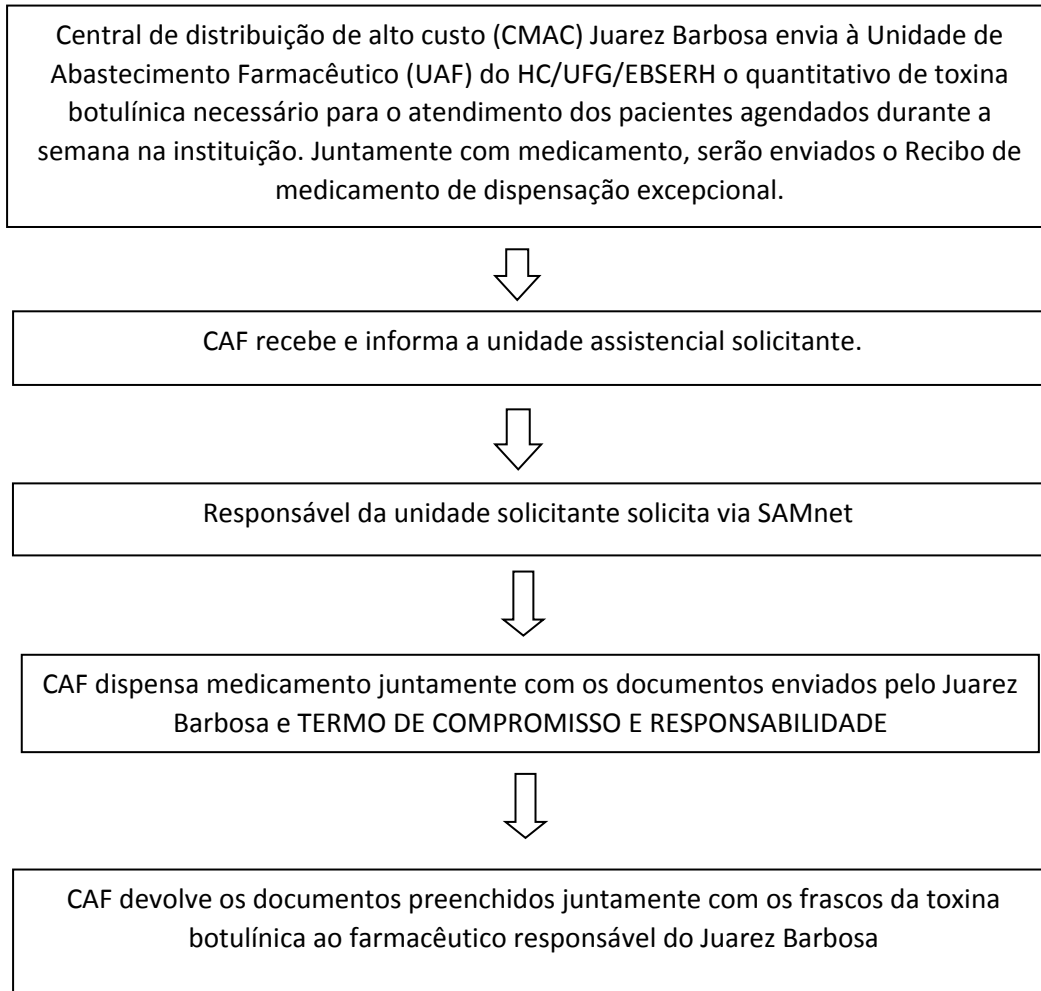 Central de distribuição de alto custo (CMAC) Juarez Barbosa envia à Unidade de
Abastecimento Farmacêutico (UAF) do HC/UFG/EBSERH o quantitativo de toxina
botulínica necessário para o atendimento dos pacientes agendados durante a
semana na instituição. Juntamente com medicamento, serão enviados o Recibo de
medicamento de dispensação excepcional.
CAF recebe e informa a unidade assistencial solicitante.
Responsável da unidade solicitante solicita via SAMnet
CAF dispensa medicamento juntamente com os documentos enviados pelo Juarez
Barbosa e TERMO DE COMPROMISSO E RESPONSABILIDADE
CAF devolve os documentos preenchidos juntamente com os frascos da toxina
botulínica ao farmacêutico responsável do Juarez Barbosa